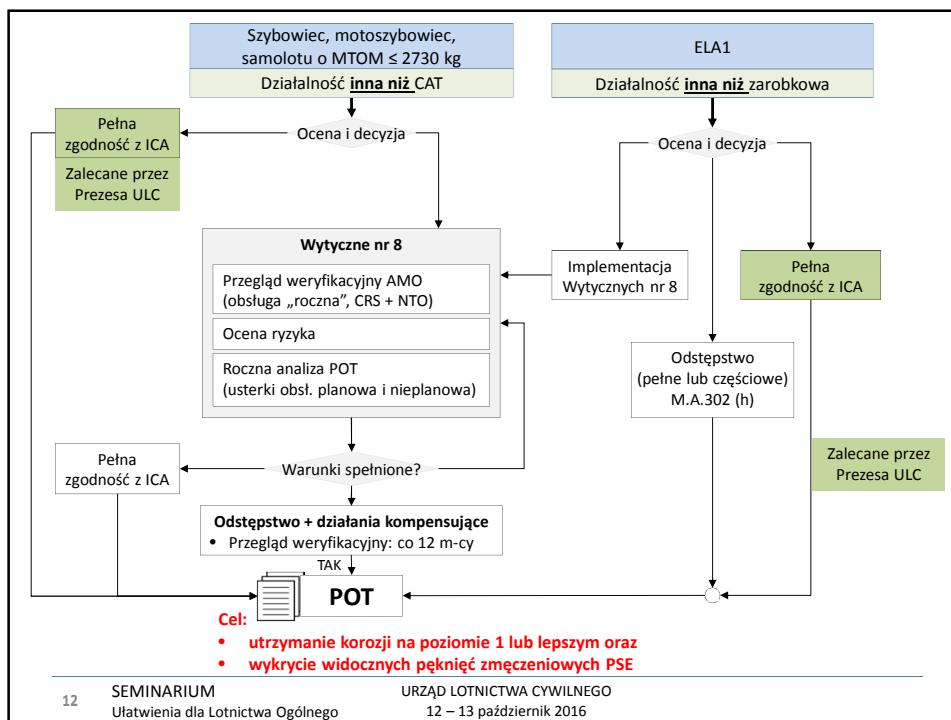 Szybowiec, motoszybowiec,
samolotu o MTOM ≤ 2730 kg
Działalność inna niż CAT
ELA1
Działalność inna niż zarobkowa
Pełna
zgodność z ICA
Zalecane przez
Prezesa ULC
Ocena i decyzja
Ocena i decyzja
Wytyczne nr 8
Przegląd weryfikacyjny AMO
(obsługa „roczna”, CRS + NTO)
Ocena ryzyka
Roczna analiza POT
(usterki obsł. planowa i nieplanowa)
Implementacja
Wytycznych nr 8
Pełna
zgodność z ICA
Odstępstwo
(pełne lub częściowe)
M.A.302 (h)
Zalecane przez
Prezesa ULC
Pełna
zgodność z ICA
Warunki spełnione?
Odstępstwo + działania kompensujące
• Przegląd weryfikacyjny: co 12 m-cy
TAK
POT
Cel:
• utrzymanie korozji na poziomie 1 lub lepszym oraz
• wykrycie widocznych pęknięć zmęczeniowych PSE
12
SEMINARIUM
Ułatwienia dla Lotnictwa Ogólnego
URZĄD LOTNICTWA CYWILNEGO
12 – 13 październik 2016